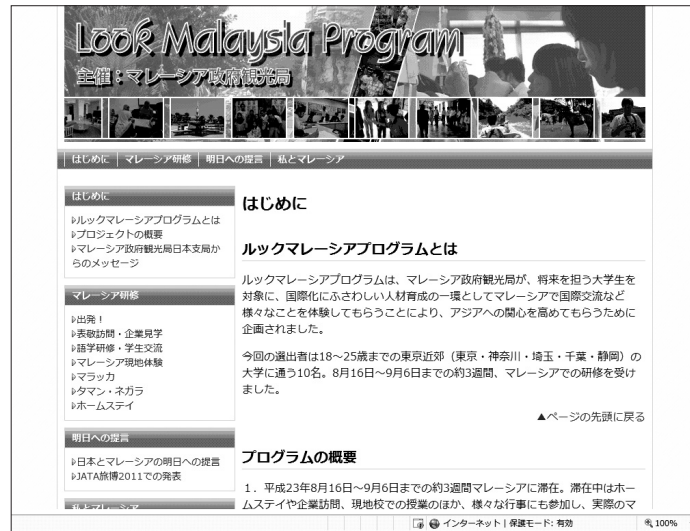 Look Malaysia Program
主催：マレーシア政府観光局
はじめに マレーシア研修 明日への提言 私とマレーシア
はじめに
ルックマレーシアプログラムとは
プロジェクトの概要
マレーシア政府観光局日本支局か
らのメッセージ
マレーシア研修
出発！
表敬訪問・企業見学
語学研修・学生交流
マレーシア現地体験
マラッカ
タマン・ネガラ
ホームステイ
明日への提言
日本とマレーシアの明日への提言
JATA旅博2011での発表
私とマレーシア
はじめに
ルックマレーシアプログラムとは
ルックマレーシアプログラムは、マレーシア政府観光局が、将来を担う大学生を
対象に、国際化にふさわしい人材育成の一環としてマレーシアで国際交流など
様々なことを体験してもらうことにより、アジアへの関心を高めてもらうために
企画されました。
今回の選出者は18～25歳までの東京近郊（東京・神奈川・埼玉・千葉・静岡）の
大学に通う10名。8月16日～9月6日までの約3週間、マレーシアでの研修を受け
ました。
▲ページの先頭に戻る
プログラムの概要
１．平成23年8月16日～9月6日までの約3週間マレーシアに滞在。滞在中はホー
ムステイや企業訪問、現地校での授業のほか、様々な行事にも参加し、実際のマ
インターネット | 保護モード: 有効
100%